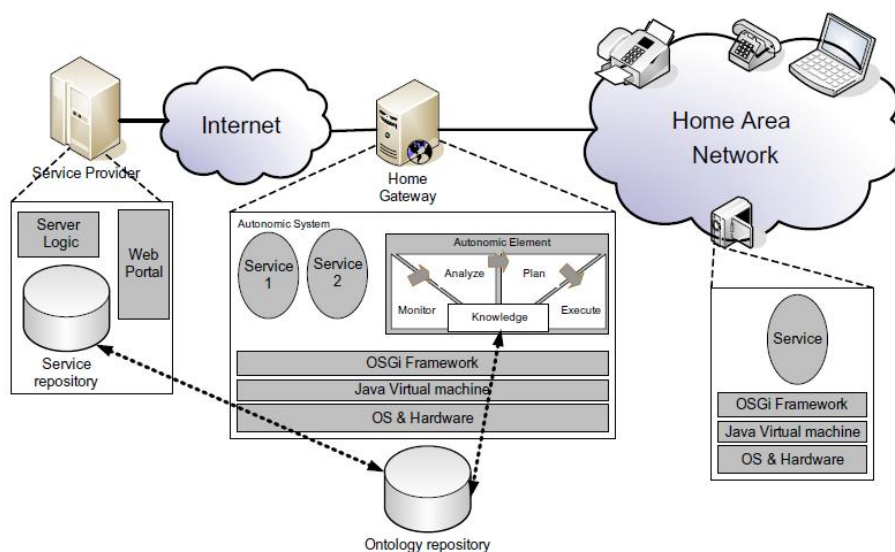 Internet
Home Area
Network
Service Provider
Home
Gateway
Server
Logic
Web
Portal
Service
repository
Autonomic System
Service
1
Service
2
Autonomic Element
Analyze
Plan
Monitor
Knowledge
Execute
OSGi Framework
Java Virtual machine
OS & Hardware
Service
OSGi Framework
Java Virtual machine
OS & Hardware
Ontology repository